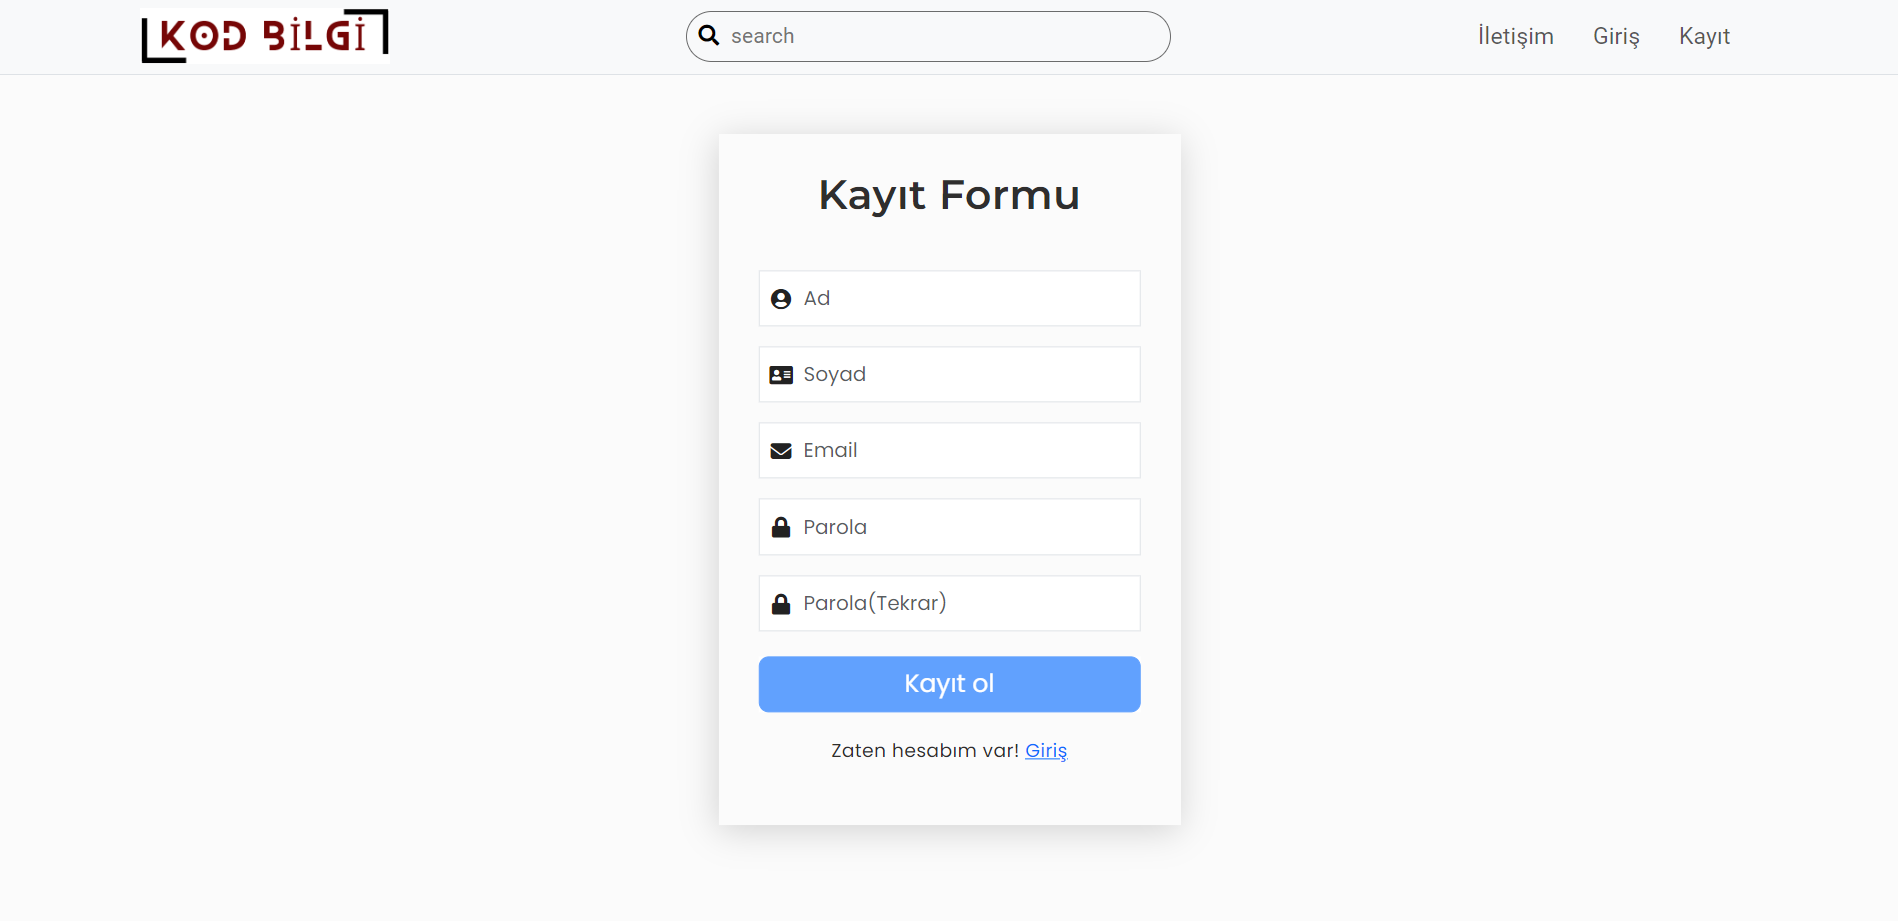 KOD BİLGİ
search
İletişim
Giriş
Kayıt
Kayıt Formu
Ad
Soyad
Email
Parola
Parola(Tekrar)
Kayıt ol
Zaten hesabım var! Giriş